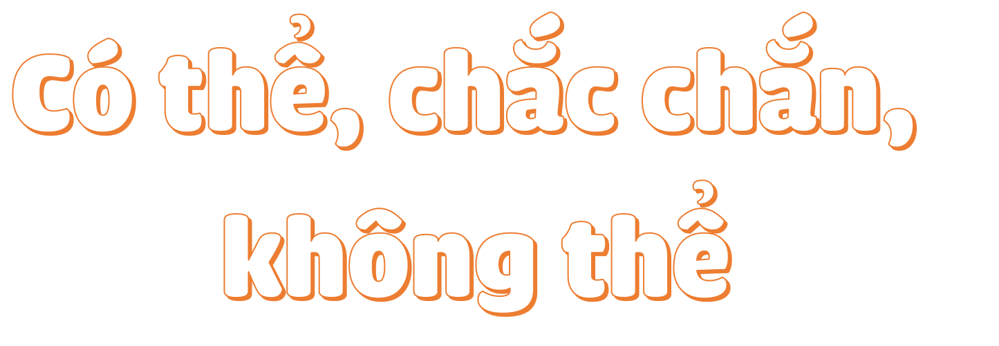 Có thể, chắc chắn,
không thể